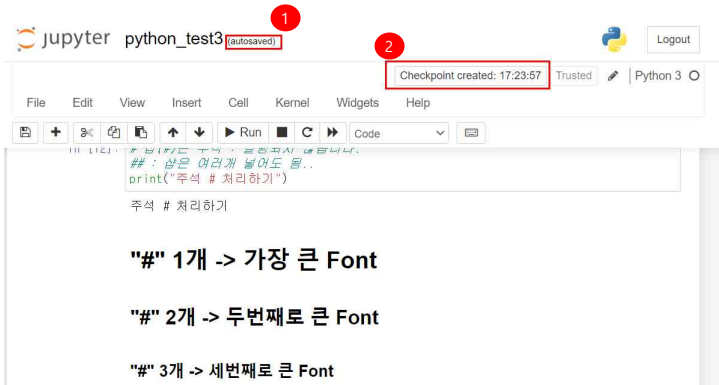 1
jupyter python_test3 (autosaved)
Logout
2
Checkpoint created: 17:23:57 Trusted Python 3
File Edit View Insert Cell Kernel Widgets Help
Run Code
In [12]:
## : 샵은 여러개 넣어도 됨..
print("주석 # 처리하기")
주석 # 처리하기
"#" 1개 -> 가장 큰 Font
"#" 2개 -> 두번째로 큰 Font
"#" 3개 -> 세번째로 큰 Font